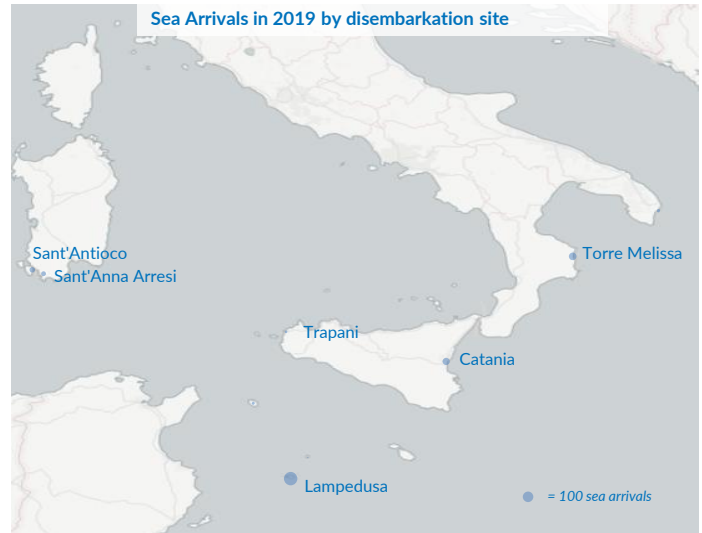 Sea Arrivals in 2019 by disembarkation site
Sant'Antioco
Torre Melissa
Sant'Anna Arresi
Trapani
Catania
Lampedusa
= 100 sea arrivals